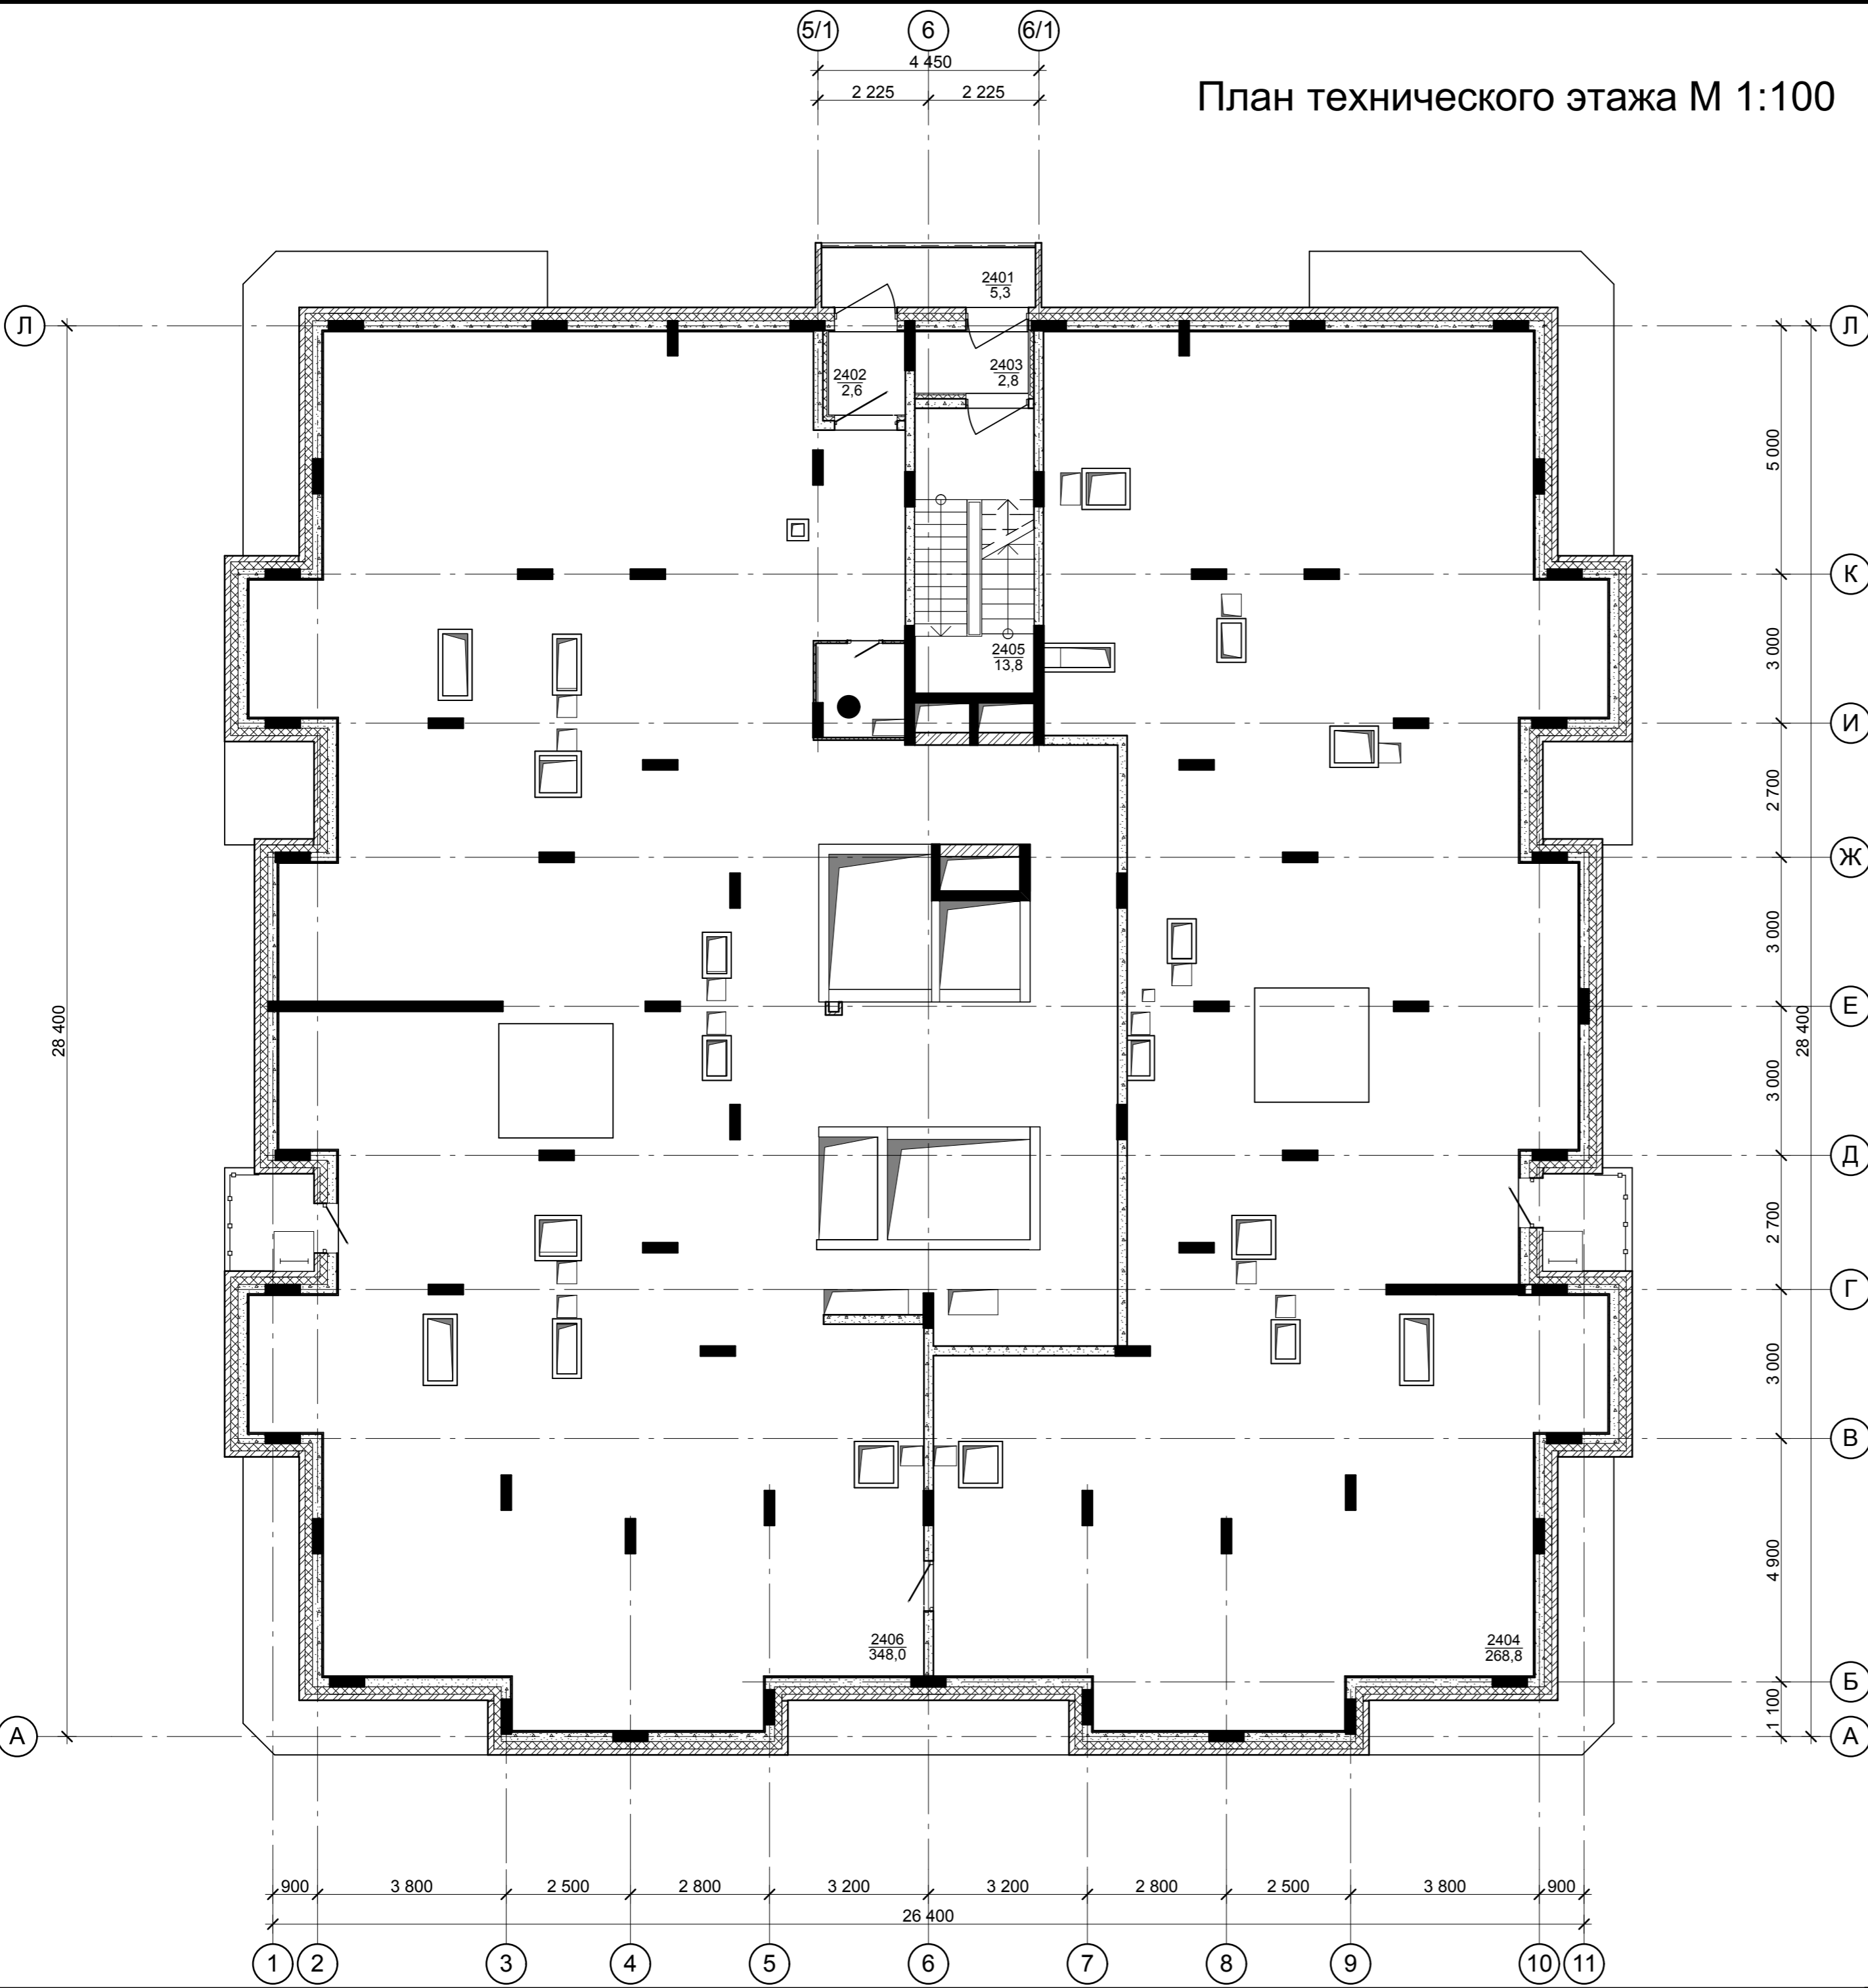 5/1 6 6/1
4 450
2 225 2 225
План технического этажа М 1:100
2401
5,3
Л Л
2402
2,6
2403
2,8
5 000
К
2405
13,8
3 000
И
2 700
Ж
3 000
Е
28 400
28 400
3 000
Д
2 700
Г
3 000
В
4 900
2406
348,0
2404
268,8
Б
1 100
А А
900 3 800 2 500 2 800 3 200 3 200 2 800 2 500 3 800 900
26 400
1 2 3 4 5 6 7 8 9 10 11